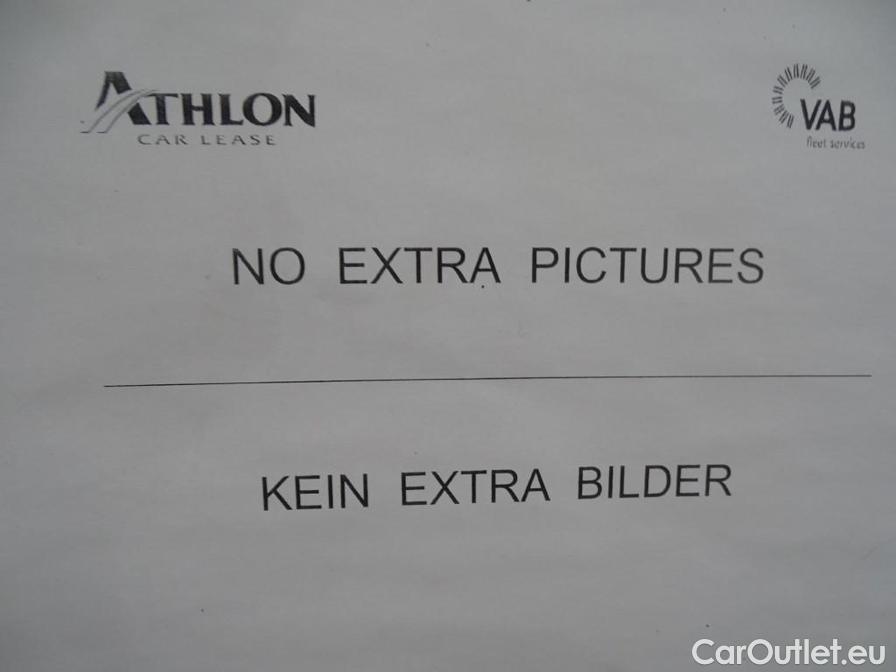 ATHLON
CAR LEASE
VAB
fleet services
NO EXTRA PICTURES
KEIN EXTRA BILDER
CarOutlet.eu